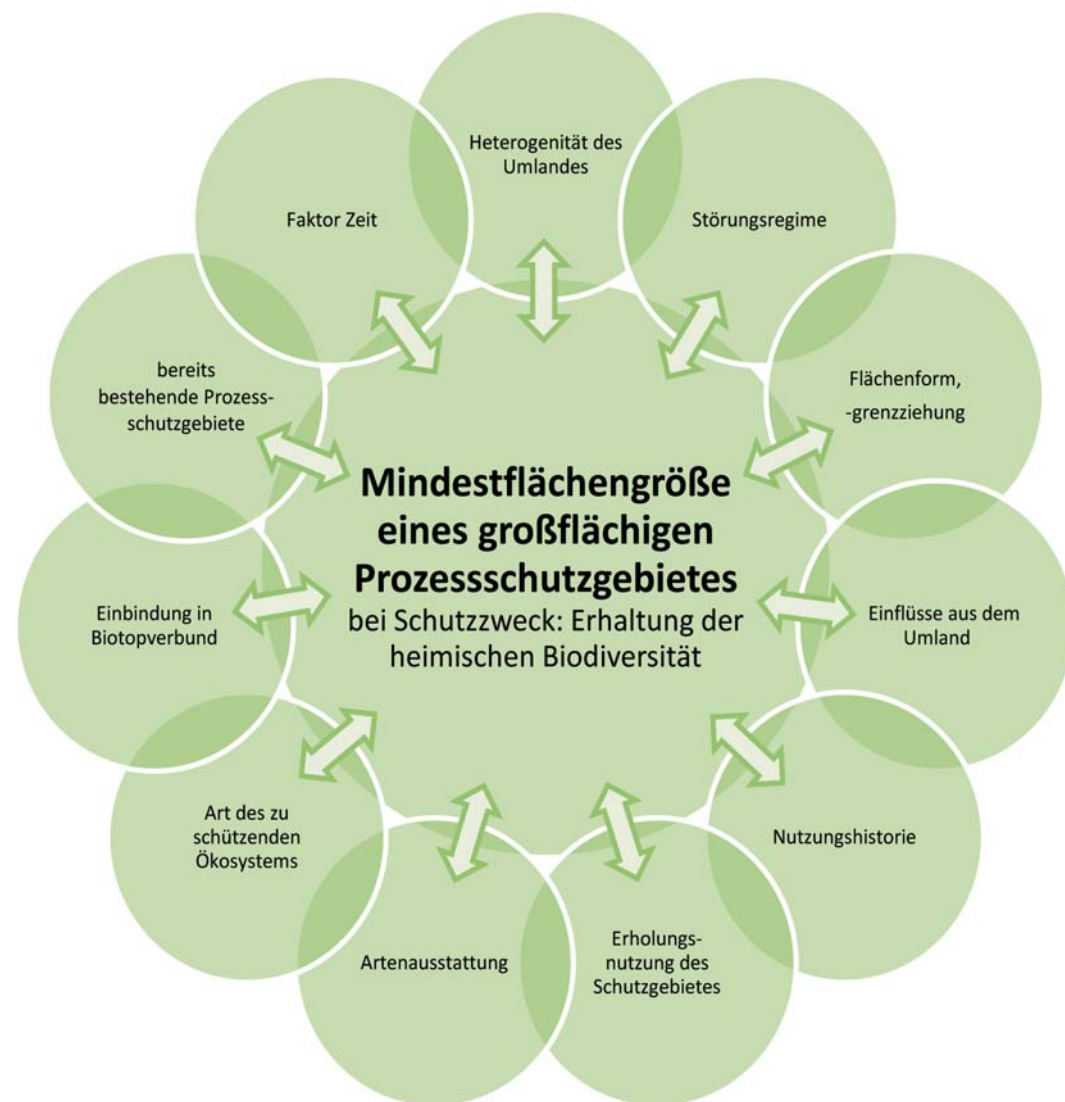 Heterogenität des
Umlandes
Störungsregime
Flächenform,
-grenzziehung
Einflüsse aus dem
Umland
Nutzungshistorie
Erholungs-
nutzung des
Schutzgebietes
Artenausstattung
Art des zu
schützenden
Ökosystems
Einbindung in
Biotopverbund
bereits
bestehende Prozess-
schutzgebiete
Faktor Zeit
Mindestflächengröße
eines großflächigen
Prozessschutzgebietes
bei Schutzzweck: Erhaltung der
heimischen Biodiversität